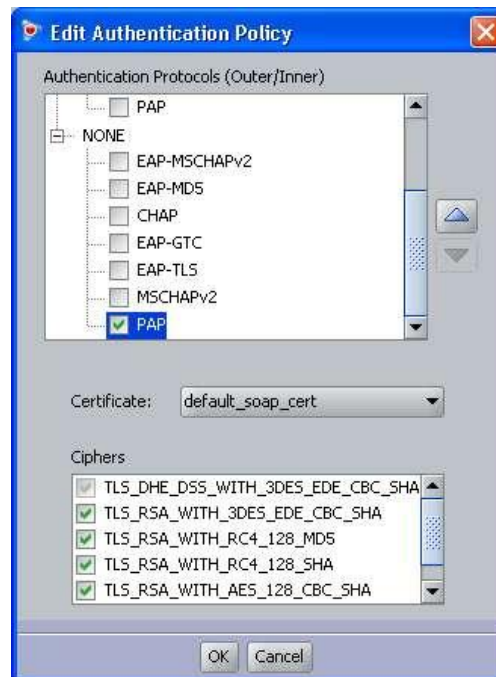 Edit Authentication Policy
Authentication Protocols (Outer/Inner)
PAP
NONE
EAP-MSCHAPv2
EAP-MD5
CHAP
EAP-GTC
EAP-TLS
MSCHAPv2
PAP
Certificate: default_soap_cert
Ciphers
TLS_DHE_DSS_WITH_3DES_EDE_CBC_SHA
TLS_RSA_WITH_3DES_EDE_CBC_SHA
TLS_RSA_WITH_RC4_128_MD5
TLS_RSA_WITH_RC4_128_SHA
TLS_RSA_WITH_AES_128_CBC_SHA
OK Cancel